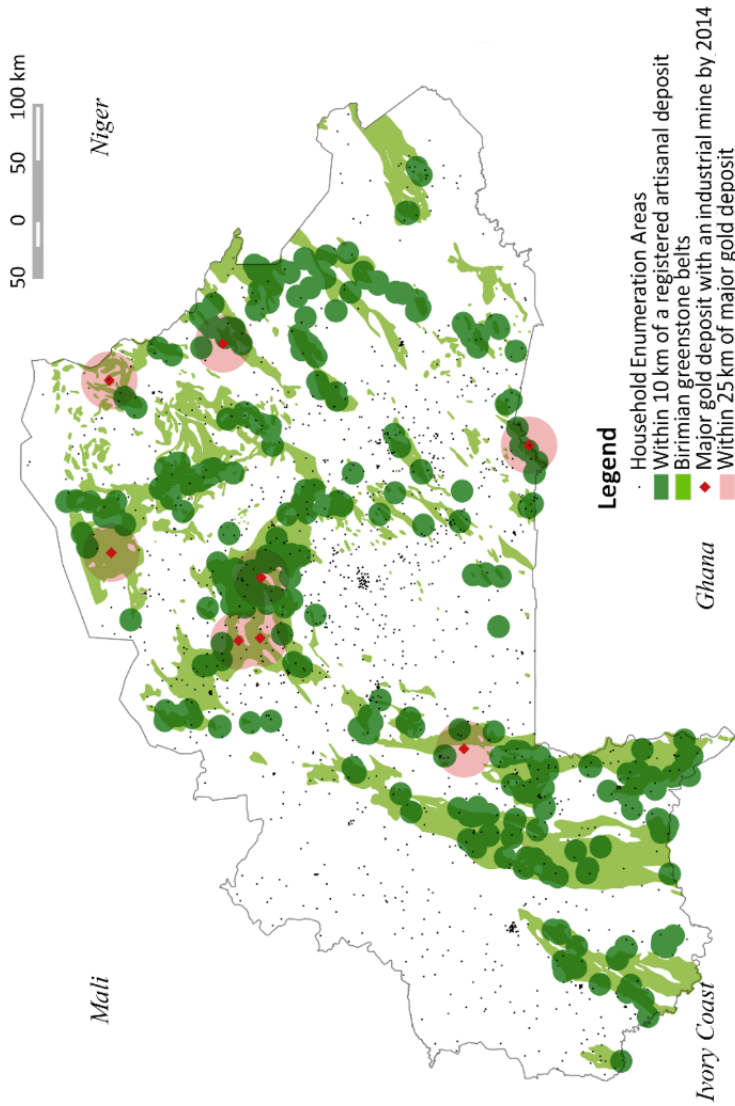 Mali
Niger
50 0 50 100 km
Ivory Coast
Ghana
Legend
Household Enumeration Areas
Within 10 km of a registered artisanal deposit
Birimian greenstone belts
Major gold deposit with an industrial mine by 2014
Within 25 km of major gold deposit